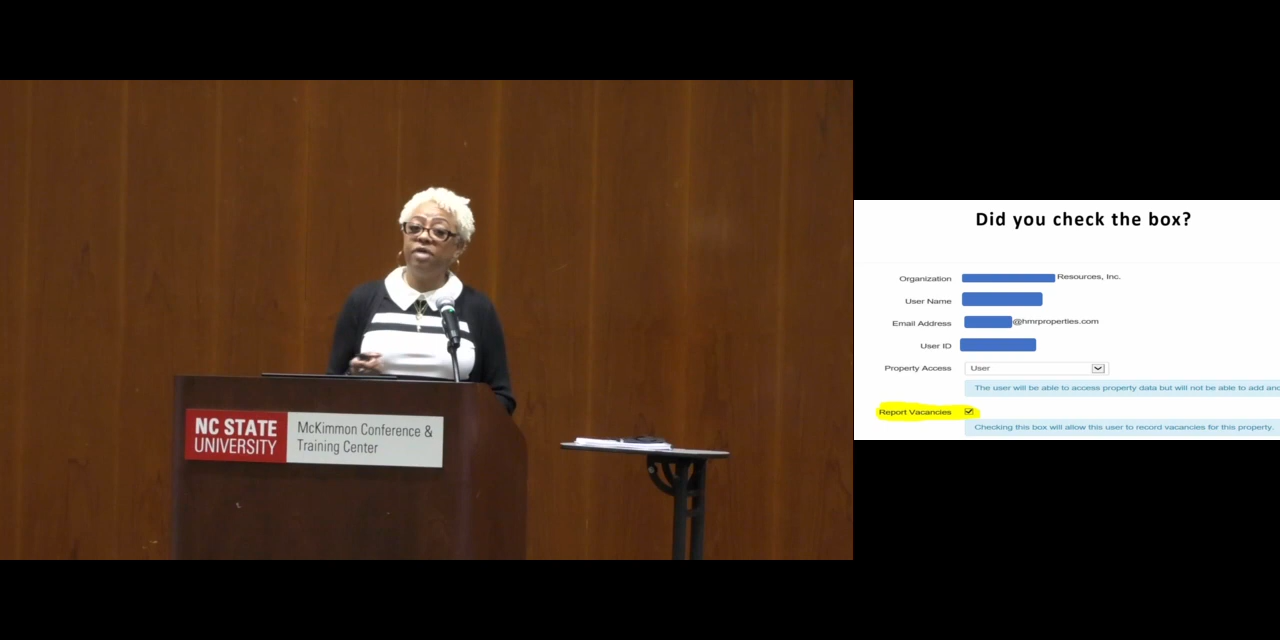 NC STATE
UNIVERSITY
McKimmon Conference &
Training Center
Did you check the box?
Organization Resources, Inc.
User Name
Email Address @hmrproperties.com
User ID
Property Access User
The user will be able to access property data but will not be able to add
Report Vacancies
Checking this box will allow this user to record vacancies for this property.